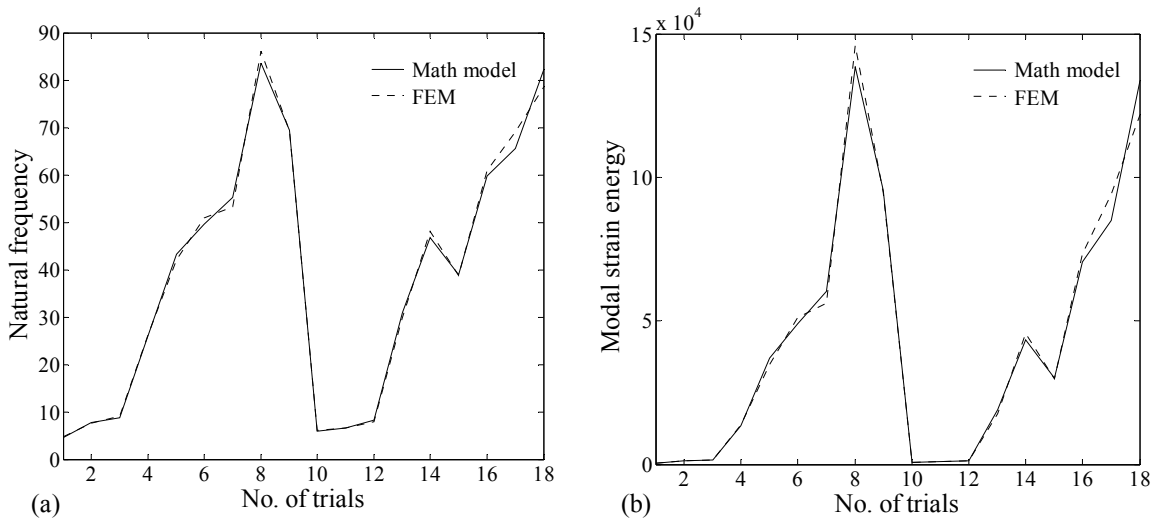 90
80
70
60
50
40
30
20
10
0
Natural frequency
Math model
FEM
2 4 6 8 10 12 14 16 18
No. of trials
(a)
x 10⁴
15
10
5
0
Modal strain energy
Math model
FEM
2 4 6 8 10 12 14 16 18
No. of trials
(b)